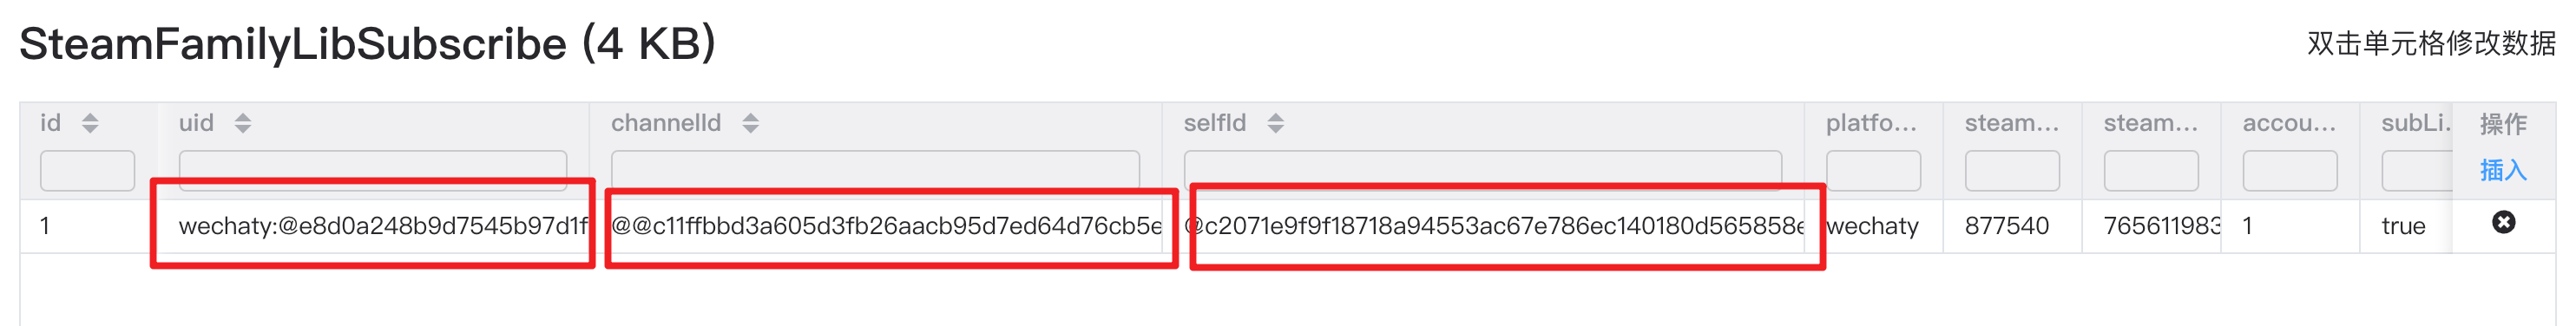 SteamFamilyLibSubscribe (4 KB)
双击单元格修改数据
id uid channelId selfId platfo... steam... steam... accou... subLi... 操作
插入
1 wechaty:@e8d0a248b9d7545b97d1f @@c11ffbbd3a605d3fb26aacb95d7ed64d76cb5e @c2071e9f9f18718a94553ac67e786ec140180d565858e wechaty 877540 765611983 1 true